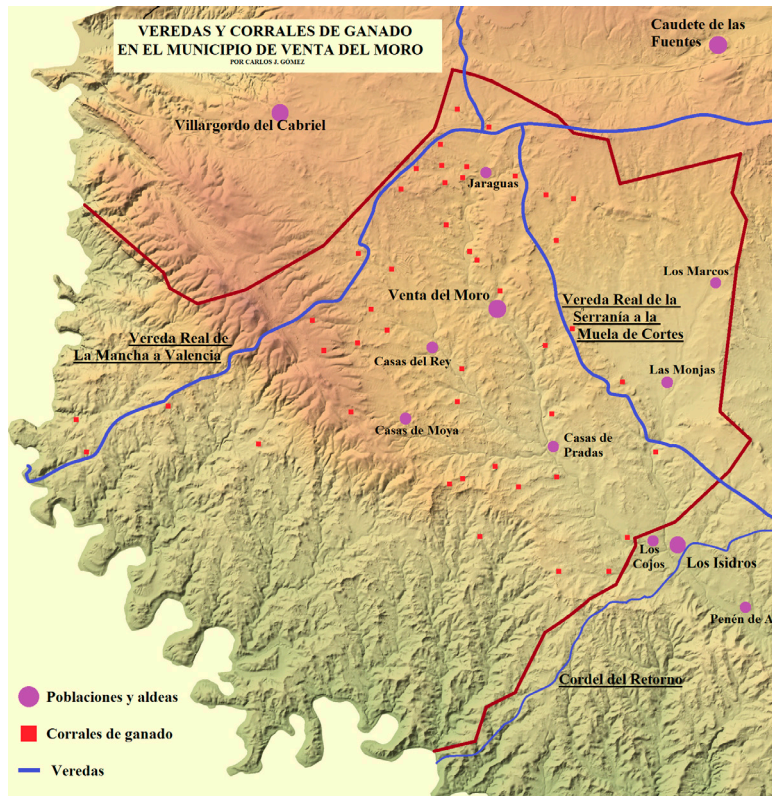 VEREDAS Y CORRALES DE GANADO
EN EL MUNICIPIO DE VENTA DEL MORO
POR CARLOS J. GÓMEZ
Caudete de las
Fuentes
Villargordo del Cabriel
Jaraguas
Los Marcos
Venta del Moro
Vereda Real de la
Serranía a la
Muela de Cortes
Vereda Real de
La Mancha a Valencia
Casas del Rey
Las Monjas
Casas de Moya
Casas de
Pradas
Los
Cojos
Los Isidros
Penén de A
Cordel del Retorno
Poblaciones y aldeas
Corrales de ganado
Veredas